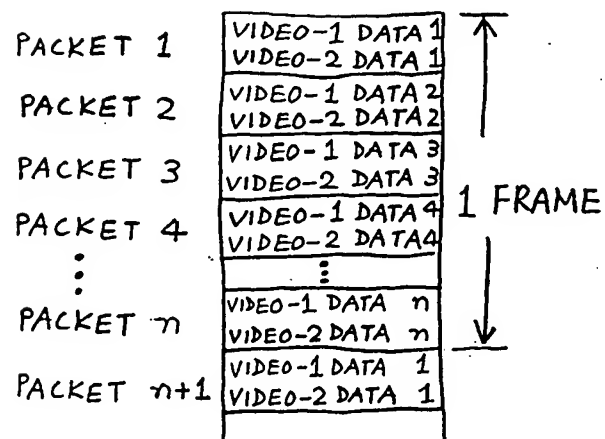 PACKET 1
VIDEO-1 DATA 1
VIDEO-2 DATA 1
PACKET 2
VIDEO-1 DATA 2
VIDEO-2 DATA 2
PACKET 3
VIDEO-1 DATA 3
VIDEO-2 DATA 3
1 FRAME
PACKET 4
VIDEO-1 DATA 4
VIDEO-2 DATA 4
PACKET n
VIDEO-1 DATA n
VIDEO-2 DATA n
PACKET n+1
VIDEO-1 DATA 1
VIDEO-2 DATA 1